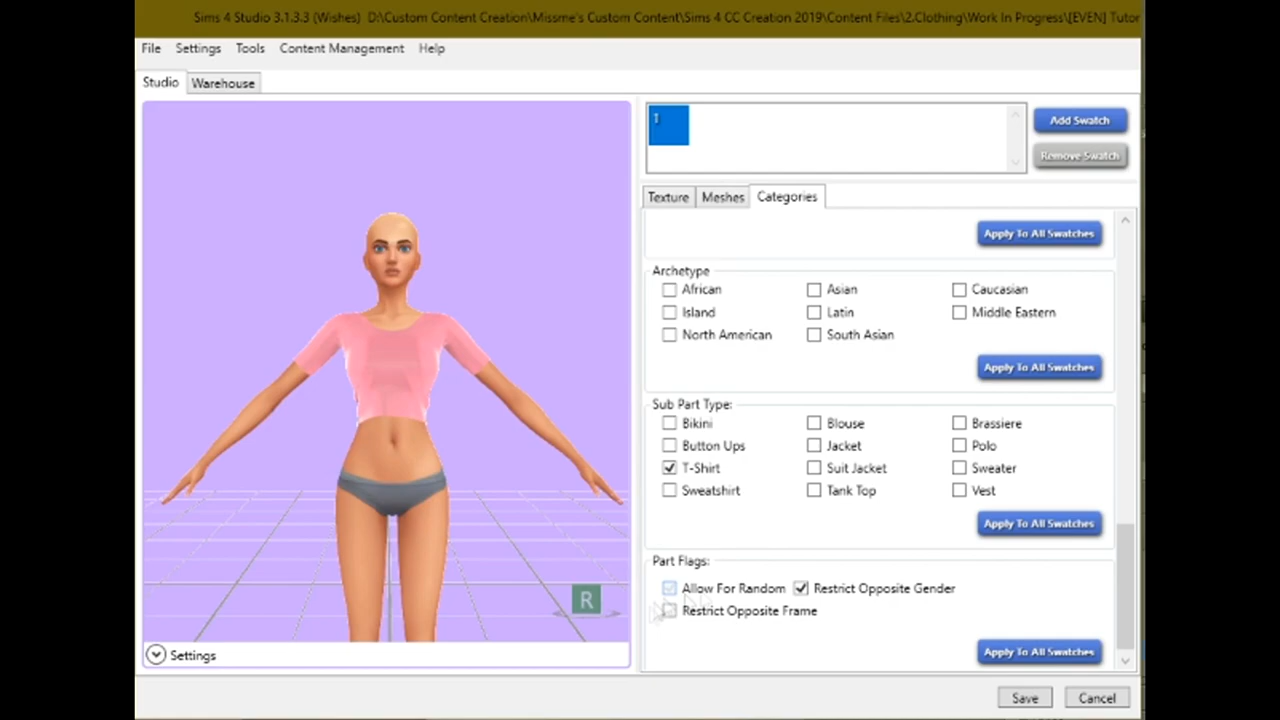 Sims 4 Studio 3.1.3.3 (Wishes) D:\Custom Content Creation\Missme's Custom Content\Sims 4 CC Creation 2019\Content Files\2.Clothing\Work In Progress\[EVEN] Tutor
File Settings Tools Content Management Help
Studio Warehouse
1
Add Swatch
Remove Swatch
Texture Meshes Categories
Apply To All Swatches
Archetype
African Asian Caucasian
Island Latin Middle Eastern
North American South Asian
Apply To All Swatches
Sub Part Type:
Bikini Blouse Brassiere
Button Ups Jacket Polo
T-Shirt Suit Jacket Sweater
Sweatshirt Tank Top Vest
Apply To All Swatches
Part Flags:
Allow For Random Restrict Opposite Gender
Restrict Opposite Frame
R
Apply To All Swatches
Settings
Save Cancel